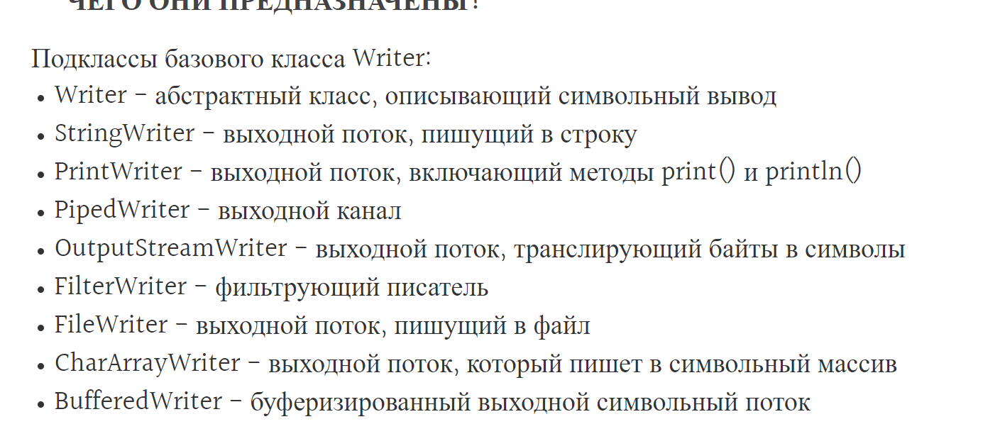 ЧЕГО ОНИ ПРЕДНАЗНАЧЕНЫ?
Подклассы базового класса Writer:
• Writer – абстрактный класс, описывающий символьный вывод
• StringWriter – выходной поток, пишущий в строку
• PrintWriter – выходной поток, включающий методы print() и println()
• PipedWriter – выходной канал
• OutputStreamWriter – выходной поток, транслирующий байты в символы
• FilterWriter – фильтрующий писатель
• FileWriter – выходной поток, пишущий в файл
• CharArrayWriter – выходной поток, который пишет в символьный массив
• BufferedWriter – буферизированный выходной символьный поток